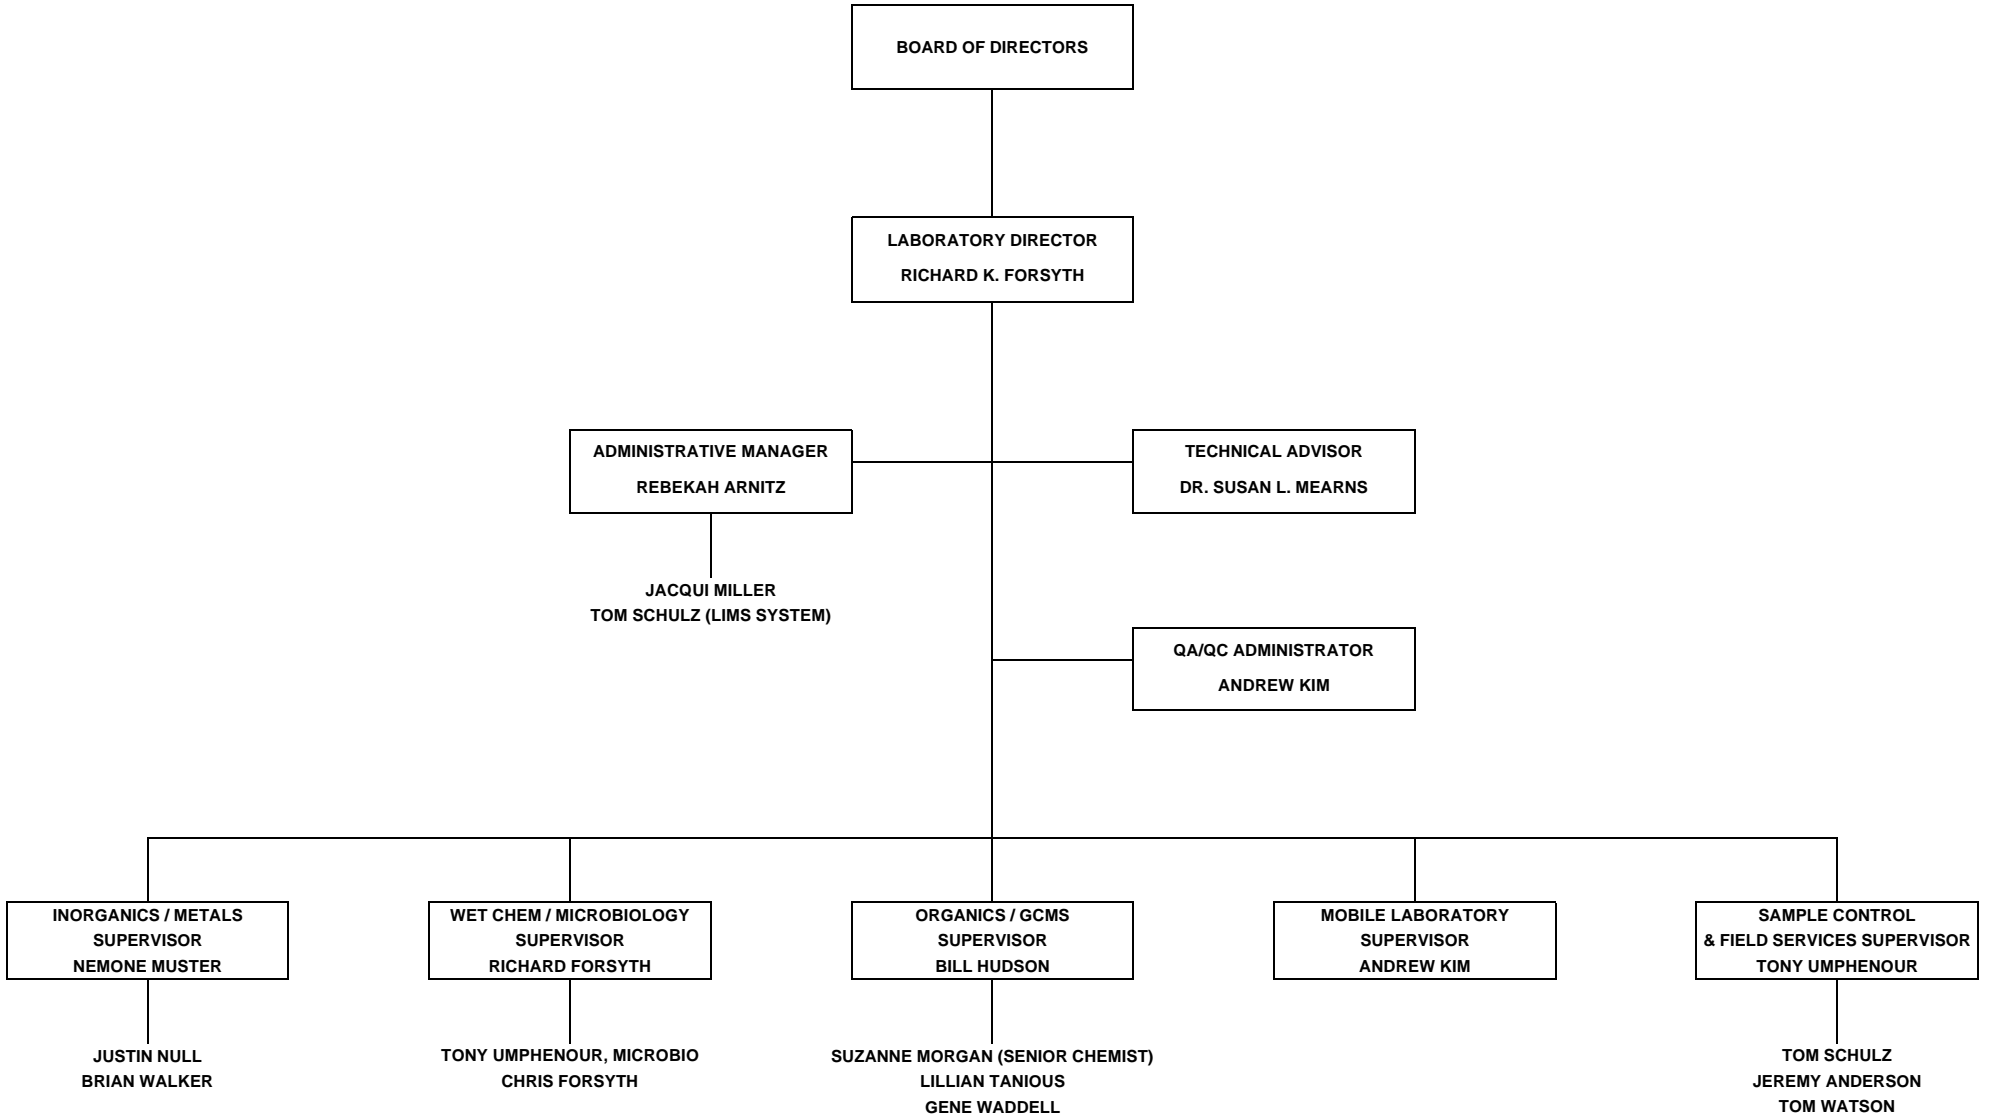 BOARD OF DIRECTORS
LABORATORY DIRECTOR
RICHARD K. FORSYTH
ADMINISTRATIVE MANAGER
REBEKAH ARNITZ
TECHNICAL ADVISOR
DR. SUSAN L. MEARNS
JACQUI MILLER
TOM SCHULZ (LIMS SYSTEM)
QA/QC ADMINISTRATOR
ANDREW KIM
INORGANICS / METALS
SUPERVISOR
NEMONE MUSTER
WET CHEM / MICROBIOLOGY
SUPERVISOR
RICHARD FORSYTH
ORGANICS / GCMS
SUPERVISOR
BILL HUDSON
MOBILE LABORATORY
SUPERVISOR
ANDREW KIM
SAMPLE CONTROL
& FIELD SERVICES SUPERVISOR
TONY UMPHENOUR
JUSTIN NULL
BRIAN WALKER
TONY UMPHENOUR, MICROBIO
CHRIS FORSYTH
SUZANNE MORGAN (SENIOR CHEMIST)
LILLIAN TANIOUS
GENE WADDELL
TOM SCHULZ
JEREMY ANDERSON
TOM WATSON